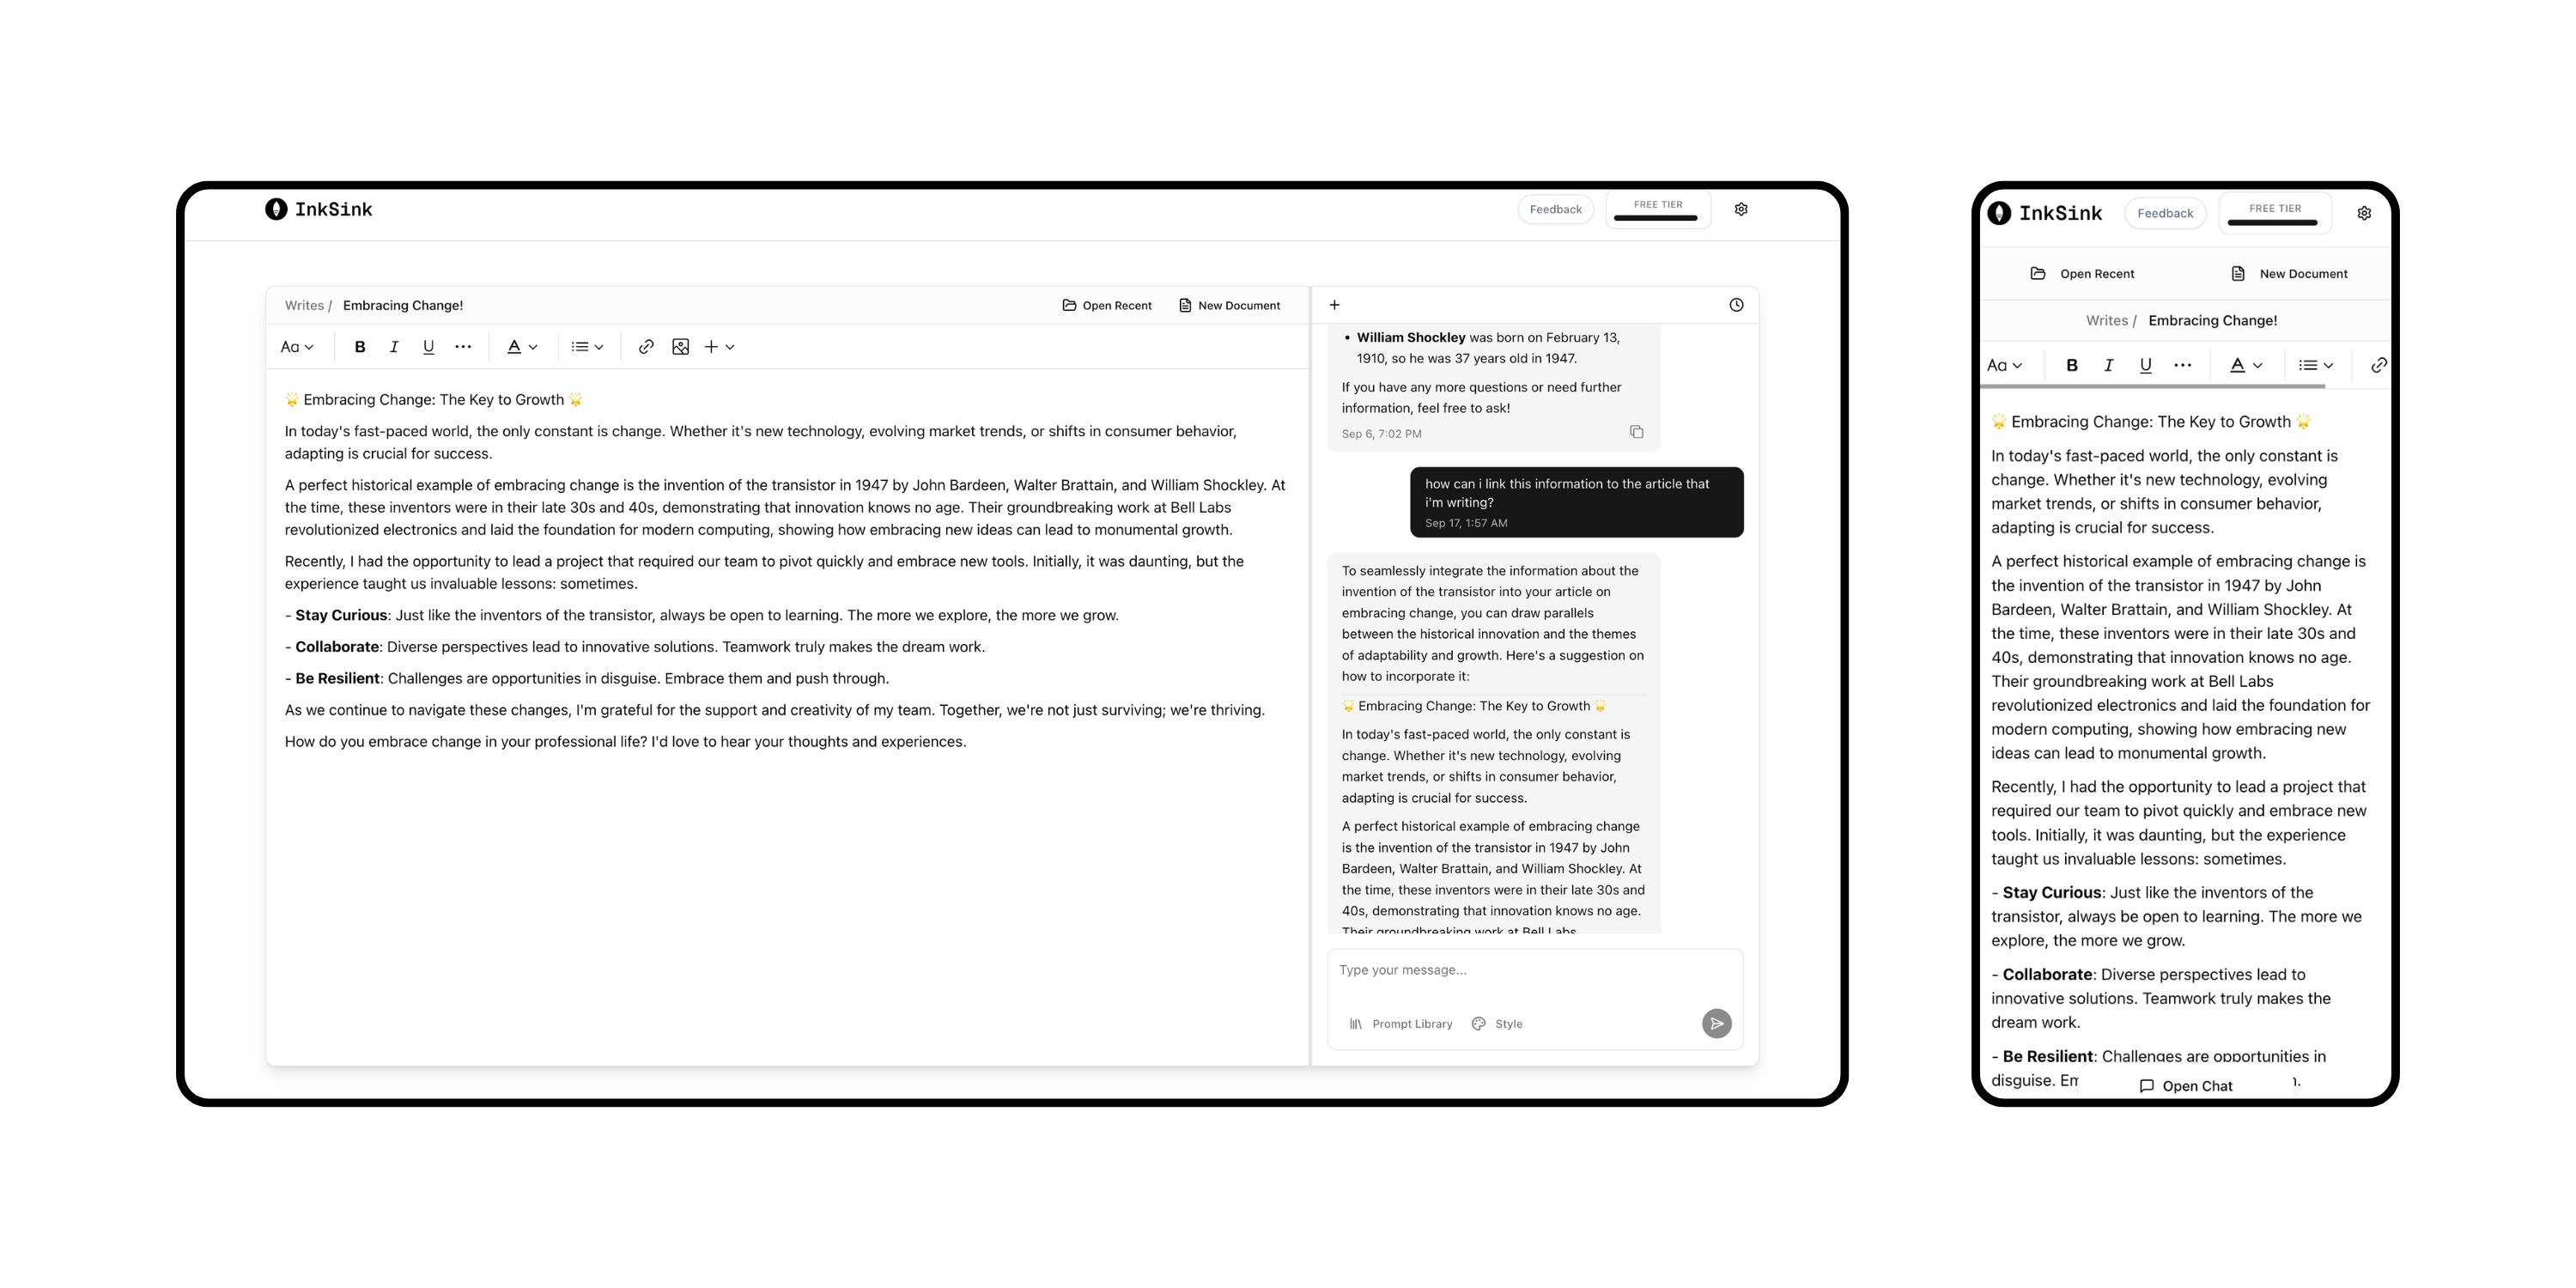 InkSink
Feedback
FREE TIER
Writes / Embracing Change!
Open Recent
New Document
Aa
B
I
U
A
🌟 Embracing Change: The Key to Growth 🌟
In today's fast-paced world, the only constant is change. Whether it's new technology, evolving market trends, or shifts in consumer behavior,
adapting is crucial for success.
A perfect historical example of embracing change is the invention of the transistor in 1947 by John Bardeen, Walter Brattain, and William Shockley. At
the time, these inventors were in their late 30s and 40s, demonstrating that innovation knows no age. Their groundbreaking work at Bell Labs
revolutionized electronics and laid the foundation for modern computing, showing how embracing new ideas can lead to monumental growth.
Recently, I had the opportunity to lead a project that required our team to pivot quickly and embrace new tools. Initially, it was daunting, but the
experience taught us invaluable lessons: sometimes.
- Stay Curious: Just like the inventors of the transistor, always be open to learning. The more we explore, the more we grow.
- Collaborate: Diverse perspectives lead to innovative solutions. Teamwork truly makes the dream work.
- Be Resilient: Challenges are opportunities in disguise. Embrace them and push through.
As we continue to navigate these changes, I'm grateful for the support and creativity of my team. Together, we're not just surviving; we're thriving.
How do you embrace change in your professional life? I'd love to hear your thoughts and experiences.
• William Shockley was born on February 13,
1910, so he was 37 years old in 1947.
If you have any more questions or need further
information, feel free to ask!
Sep 6, 7:02 PM
how can i link this information to the article that
i'm writing?
Sep 17, 1:57 AM
To seamlessly integrate the information about the
invention of the transistor into your article on
embracing change, you can draw parallels
between the historical innovation and the themes
of adaptability and growth. Here's a suggestion on
how to incorporate it:
🌟 Embracing Change: The Key to Growth 🌟
In today's fast-paced world, the only constant is
change. Whether it's new technology, evolving
market trends, or shifts in consumer behavior,
adapting is crucial for success.
A perfect historical example of embracing change
is the invention of the transistor in 1947 by John
Bardeen, Walter Brattain, and William Shockley. At
the time, these inventors were in their late 30s and
40s, demonstrating that innovation knows no age.
Their groundbreaking work at Bell Labs
Type your message...
Prompt Library
Style
InkSink
Feedback
FREE TIER
Open Recent
New Document
Writes / Embracing Change!
Aa
B
I
U
A
🌟 Embracing Change: The Key to Growth 🌟
In today's fast-paced world, the only constant is
change. Whether it's new technology, evolving
market trends, or shifts in consumer behavior,
adapting is crucial for success.
A perfect historical example of embracing change is
the invention of the transistor in 1947 by John
Bardeen, Walter Brattain, and William Shockley. At
the time, these inventors were in their late 30s and
40s, demonstrating that innovation knows no age.
Their groundbreaking work at Bell Labs
revolutionized electronics and laid the foundation for
modern computing, showing how embracing new
ideas can lead to monumental growth.
Recently, I had the opportunity to lead a project that
required our team to pivot quickly and embrace new
tools. Initially, it was daunting, but the experience
taught us invaluable lessons: sometimes.
- Stay Curious: Just like the inventors of the
transistor, always be open to learning. The more we
explore, the more we grow.
- Collaborate: Diverse perspectives lead to
innovative solutions. Teamwork truly makes the
dream work.
- Be Resilient: Challenges are opportunities in
disguise.
Open Chat